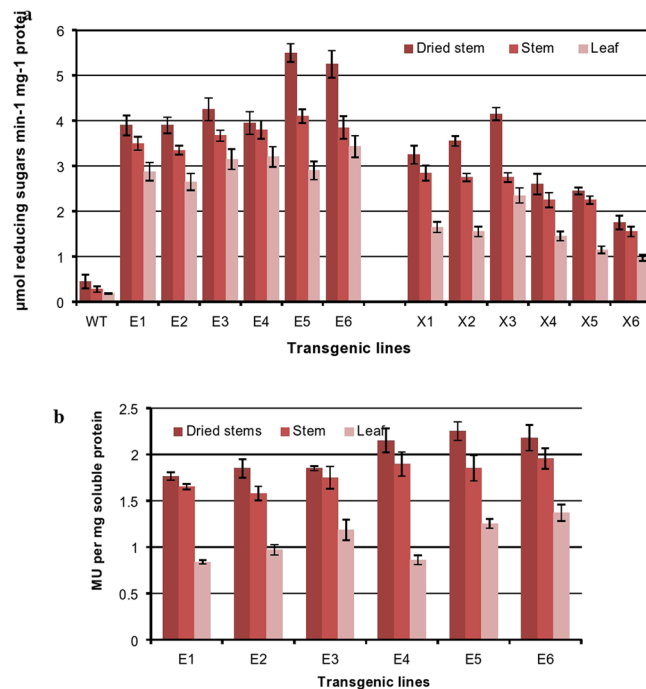 a
µmol reducing sugars min-1 mg-1 protei
6
5
4
3
2
1
0
Dried stem Stem Leaf
WT E1 E2 E3 E4 E5 E6 X1 X2 X3 X4 X5 X6
Transgenic lines
b
MU per mg soluble protein
2.5
2
1.5
1
0.5
0
Dried stems Stem Leaf
E1 E2 E3 E4 E5 E6
Transgenic lines